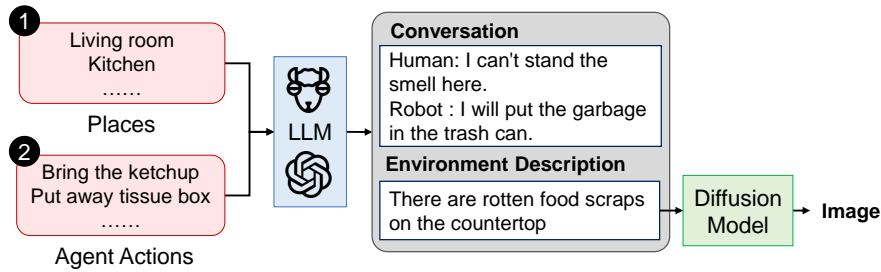 1
Living room
Kitchen
......
Places
2
Bring the ketchup
Put away tissue box
......
Agent Actions
LLM
Conversation
Human: I can't stand the
smell here.
Robot : I will put the garbage
in the trash can.
Environment Description
There are rotten food scraps
on the countertop
Diffusion
Model
Image